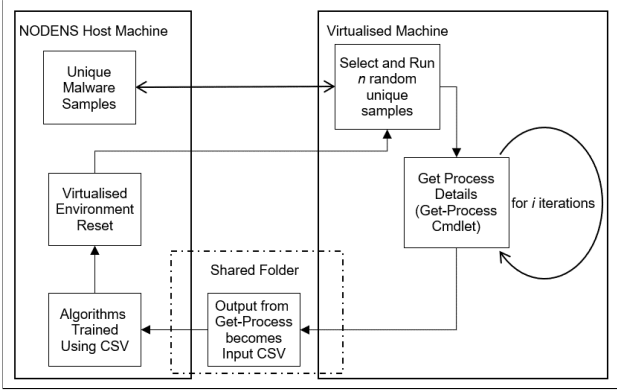 NODENS Host Machine
Unique
Malware
Samples
Virtualised
Environment
Reset
Algorithms
Trained
Using CSV
Shared Folder
Output from
Get-Process
becomes
Input CSV
Virtualised Machine
Select and Run
n random
unique
samples
Get Process
Details
(Get-Process
Cmdlet)
for i iterations